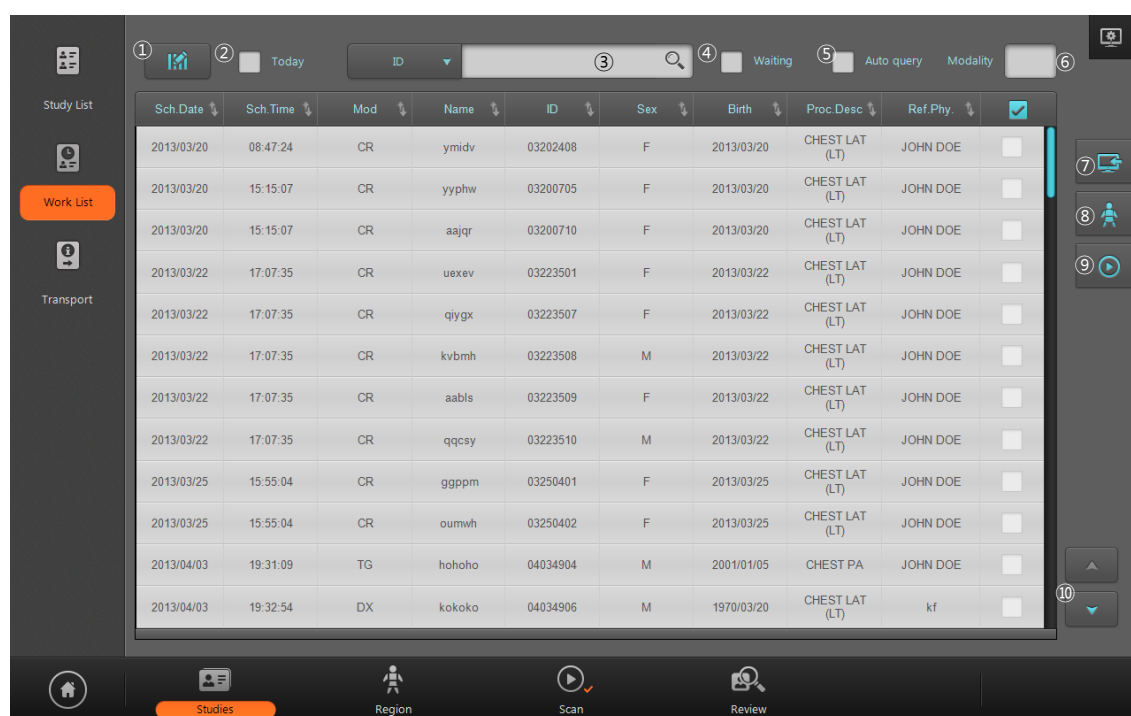 ① ② Today ID ③ ④ Waiting ⑤ Auto query Modality ⑥
Study List
Work List
Transport
Sch.Date Sch.Time Mod Name ID Sex Birth Proc.Desc Ref.Phy.
2013/03/20 08:47:24 CR ymidv 03202408 F 2013/03/20 CHEST LAT (LT) JOHN DOE
2013/03/20 15:15:07 CR yyphw 03200705 F 2013/03/20 CHEST LAT (LT) JOHN DOE
2013/03/20 15:15:07 CR aajqr 03200710 F 2013/03/20 CHEST LAT (LT) JOHN DOE
2013/03/22 17:07:35 CR uexev 03223501 F 2013/03/22 CHEST LAT (LT) JOHN DOE
2013/03/22 17:07:35 CR qiygx 03223507 F 2013/03/22 CHEST LAT (LT) JOHN DOE
2013/03/22 17:07:35 CR kvbmh 03223508 M 2013/03/22 CHEST LAT (LT) JOHN DOE
2013/03/22 17:07:35 CR aabls 03223509 F 2013/03/22 CHEST LAT (LT) JOHN DOE
2013/03/22 17:07:35 CR qqcsy 03223510 M 2013/03/22 CHEST LAT (LT) JOHN DOE
2013/03/25 15:55:04 CR ggppm 03250401 F 2013/03/25 CHEST LAT (LT) JOHN DOE
2013/03/25 15:55:04 CR oumwh 03250402 F 2013/03/25 CHEST LAT (LT) JOHN DOE
2013/04/03 19:31:09 TG hohoho 04034904 M 2001/01/05 CHEST PA JOHN DOE
2013/04/03 19:32:54 DX kokoko 04034906 M 1970/03/20 CHEST LAT (LT) kf
⑦
⑧
⑨
⑩
Studies Region Scan Review